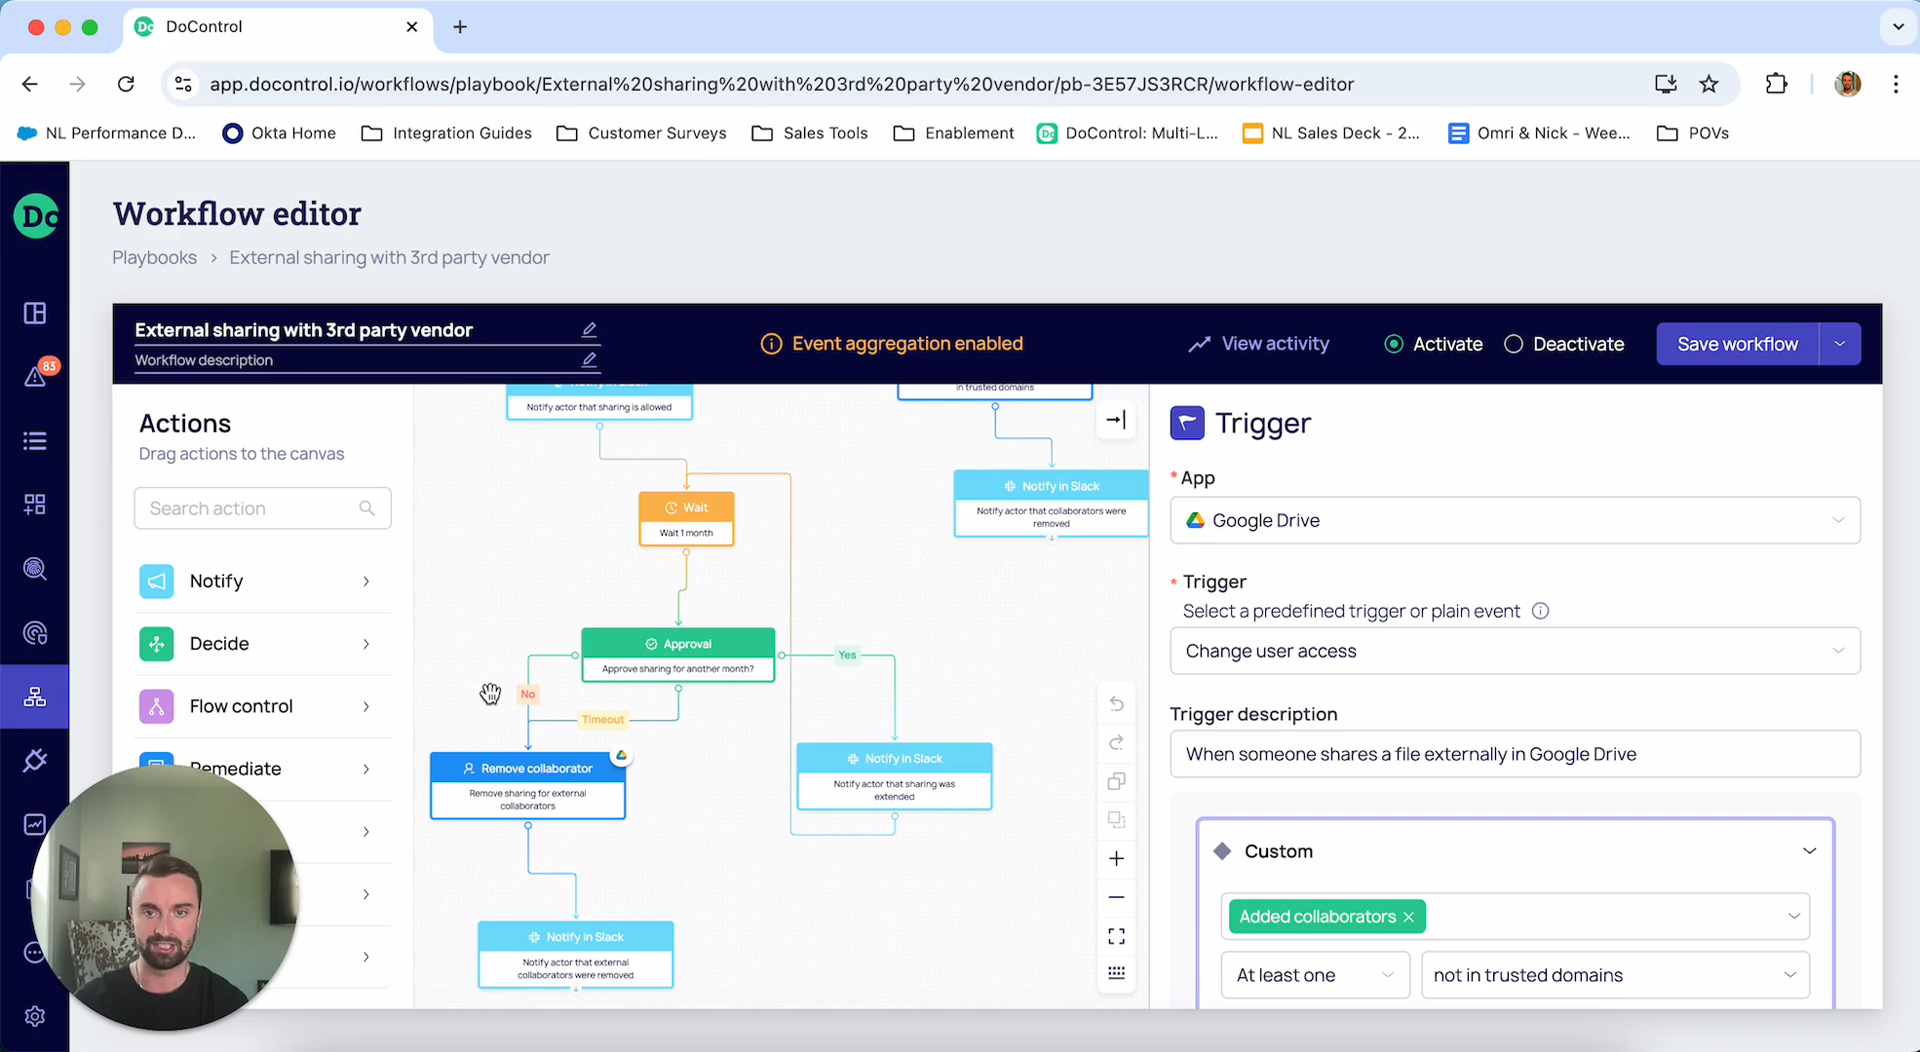 DoControl
app.docontrol.io/workflows/playbook/External%20sharing%20with%203rd%20party%20vendor/pb-3E57JS3RCR/workflow-editor
NL Performance D...
Okta Home
Integration Guides
Customer Surveys
Sales Tools
Enablement
DoControl: Multi-L...
NL Sales Deck - 2...
Omri & Nick - Wee...
POVs
Do
Workflow editor
Playbooks > External sharing with 3rd party vendor
External sharing with 3rd party vendor
Workflow description
Event aggregation enabled
View activity
Activate
Deactivate
Save workflow
83
Actions
Drag actions to the canvas
Search action
Notify
Decide
Flow control
Remediate
Notify actor that sharing is allowed
in trusted domains
Notify in Slack
Notify actor that collaborators were
removed
Wait
Wait 1 month
Approval
Approve sharing for another month?
Yes
No
Timeout
Remove collaborator
Remove sharing for external
collaborators
Notify in Slack
Notify actor that sharing was
extended
Notify in Slack
Notify actor that external
collaborators were removed
Trigger
* App
Google Drive
* Trigger
Select a predefined trigger or plain event
Change user access
Trigger description
When someone shares a file externally in Google Drive
Custom
Added collaborators
At least one
not in trusted domains